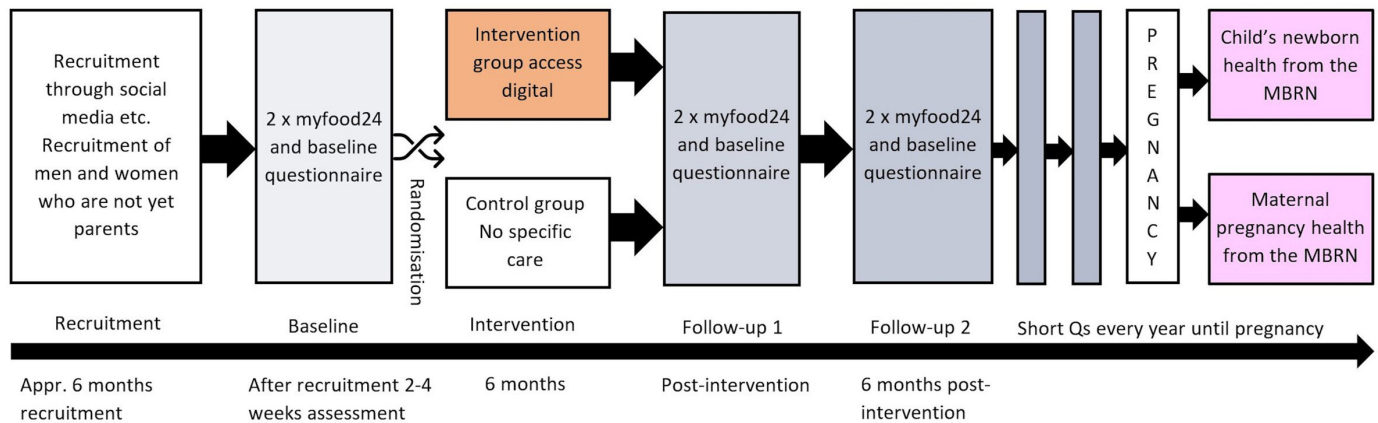 Recruitment
through social
media etc.
Recruitment of
men and women
who are not yet
parents
2 x myfood24
and baseline
questionnaire
Randomisation
Intervention
group access
digital
Control group
No specific
care
2 x myfood24
and baseline
questionnaire
2 x myfood24
and baseline
questionnaire
PREGNANCY
Child's newborn
health from the
MBRN
Maternal
pregnancy health
from the MBRN
Recruitment
Baseline
Intervention
Follow-up 1
Follow-up 2
Short Qs every year until pregnancy
Appr. 6 months
recruitment
After recruitment 2-4
weeks assessment
6 months
Post-intervention
6 months post-
intervention